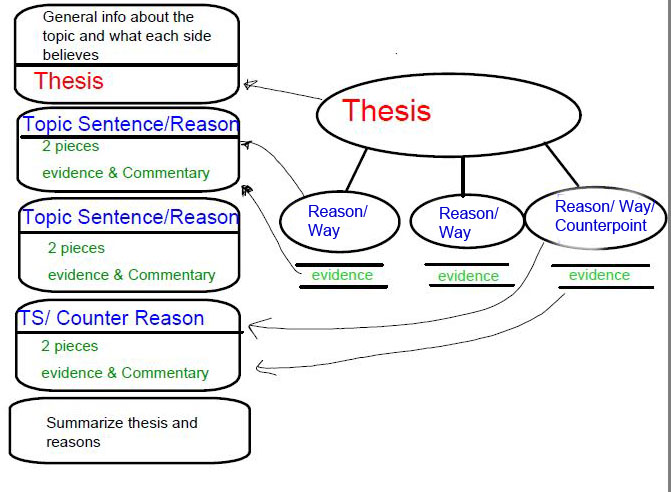 General info about the
topic and what each side
believes
Thesis
Topic Sentence/Reason
2 pieces
evidence & Commentary
Topic Sentence/Reason
2 pieces
evidence & Commentary
TS/ Counter Reason
2 pieces
evidence & Commentary
Summarize thesis and
reasons
Thesis
Reason/
Way
evidence
Reason/
Way
evidence
Reason/ Way/
Counterpoint
evidence